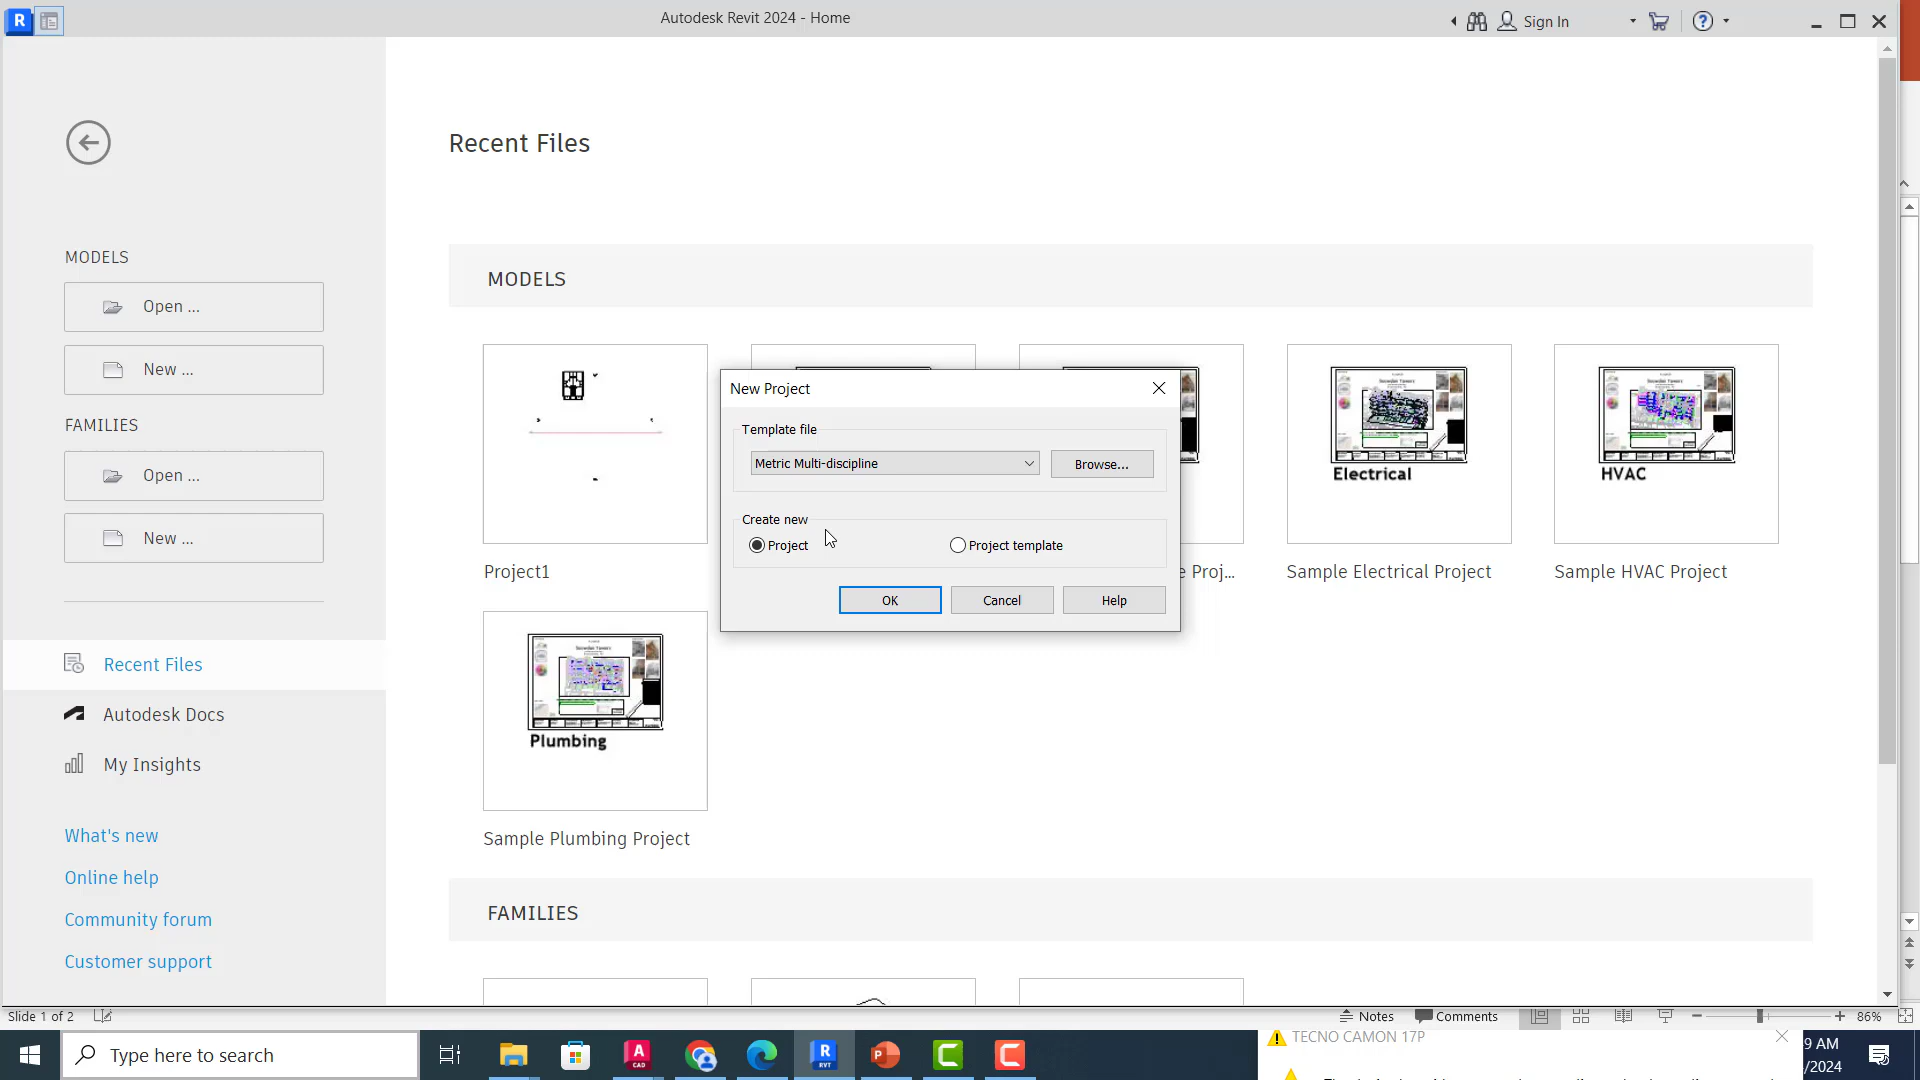 Autodesk Revit 2024 - Home
Sign In
Recent Files
MODELS
Open ...
New ...
FAMILIES
Open ...
New ...
Recent Files
Autodesk Docs
My Insights
What's new
Online help
Community forum
Customer support
MODELS
Project1
e Proj...
Electrical
Sample Electrical Project
HVAC
Sample HVAC Project
Plumbing
Sample Plumbing Project
FAMILIES
New Project
Template file
Metric Multi-discipline
Browse...
Create new
Project
Project template
OK
Cancel
Help
Slide 1 of 2
Notes
Comments
86%
Type here to search
TECNO CAMON 17P
9 AM
/2024